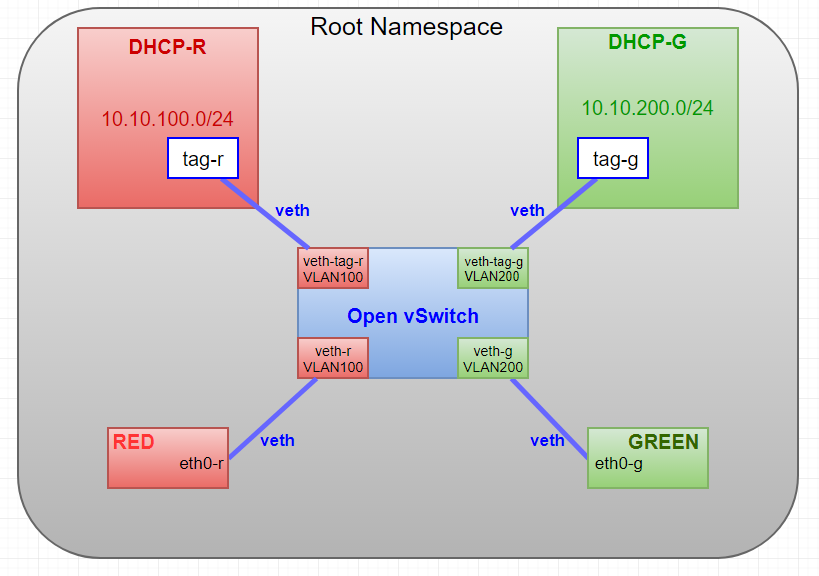 Root Namespace
DHCP-R
10.10.100.0/24
tag-r
DHCP-G
10.10.200.0/24
tag-g
veth
veth
veth-tag-r
VLAN100
veth-tag-g
VLAN200
Open vSwitch
veth-r
VLAN100
veth-g
VLAN200
veth
veth
RED
eth0-r
GREEN
eth0-g